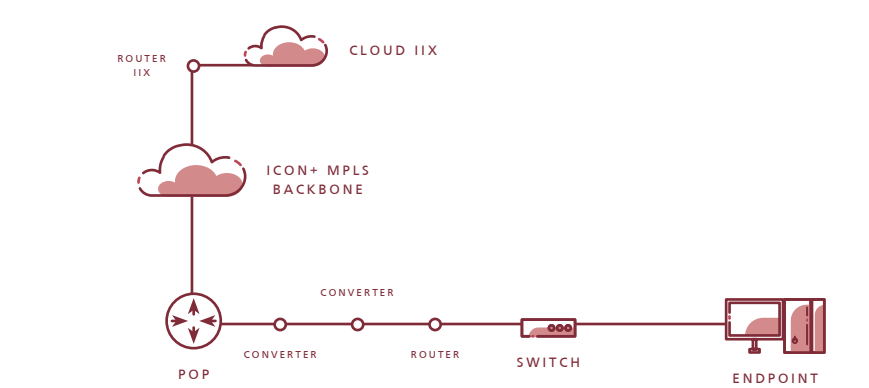 CLOUD IIX
ROUTER
IIX
ICON+ MPLS
BACKBONE
CONVERTER
CONVERTER
ROUTER
SWITCH
POP
ENDPOINT